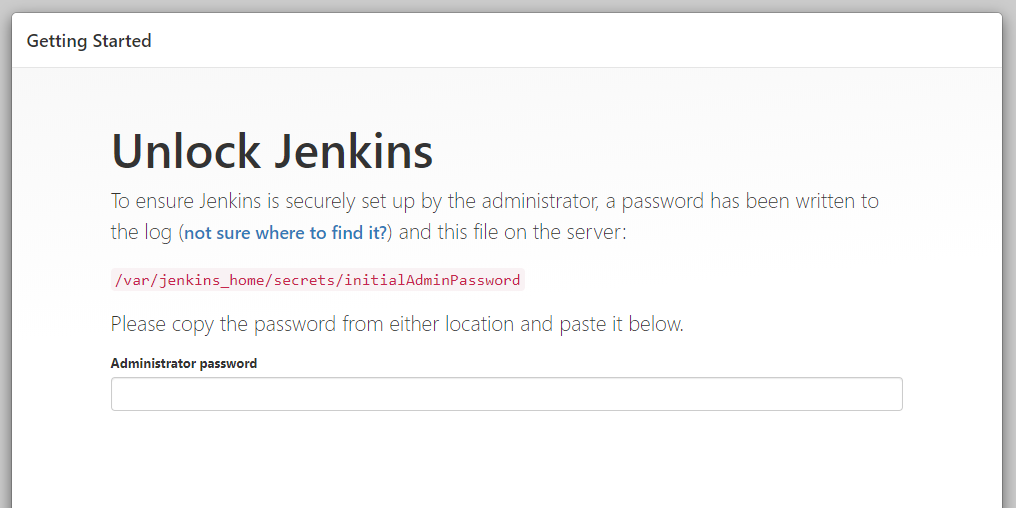 Getting Started
Unlock Jenkins
To ensure Jenkins is securely set up by the administrator, a password has been written to
the log (not sure where to find it?) and this file on the server:
/var/jenkins_home/secrets/initialAdminPassword
Please copy the password from either location and paste it below.
Administrator password